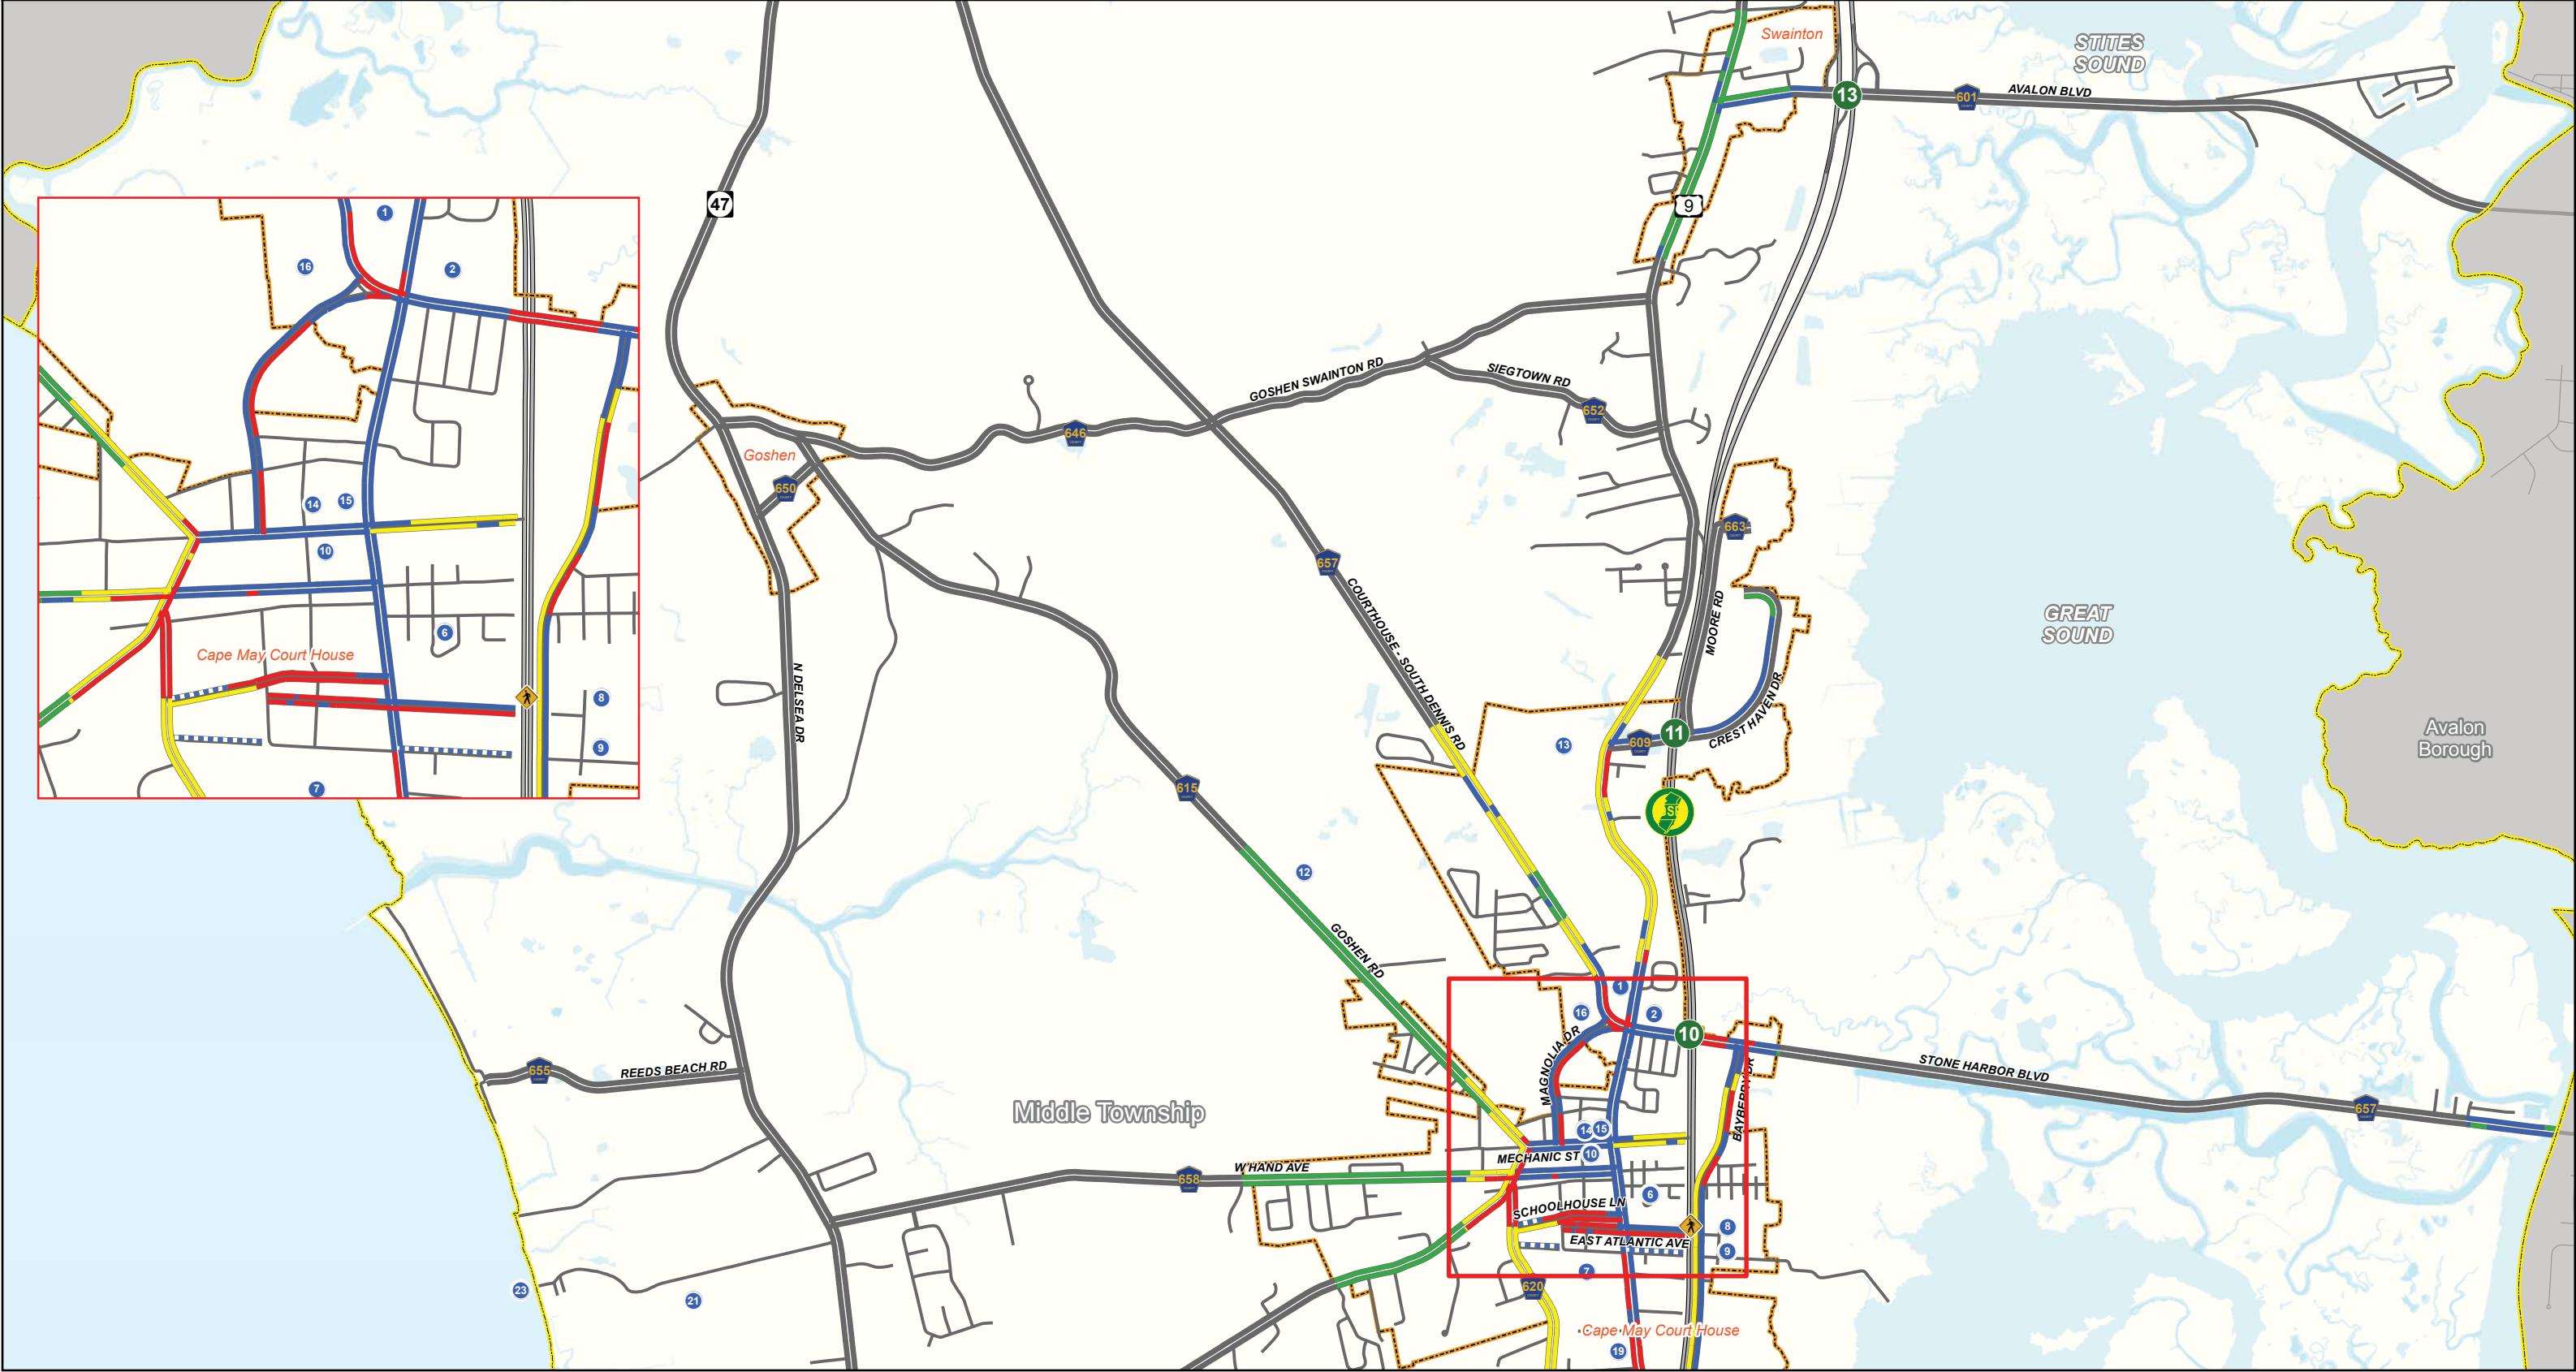 Swainton
STITES
SOUND
13
601
AVALON BLVD
47
9
1
16
2
GOSHEN SWAINTON RD
SIEGTOWN RD
652
646
Goshen
650
14
15
10
663
657
COURTHOUSE - SOUTH DENNIS RD
MOORE RD
GREAT
SOUND
6
Cape May Court House
8
9
7
N DELSEA DR
13
609
11
CREST HAVEN DR
Avalon
Borough
615
12
GOSHEN RD
1
16
2
10
MAGNOLIA DR
STONE HARBOR BLVD
657
655
REEDS BEACH RD
Middle Township
BAYBERRY DR
14
15
10
MECHANIC ST
W HAND AVE
658
6
SCHOOLHOUSE LN
8
EAST ATLANTIC AVE
9
7
620
23
21
Cape May Court House
19